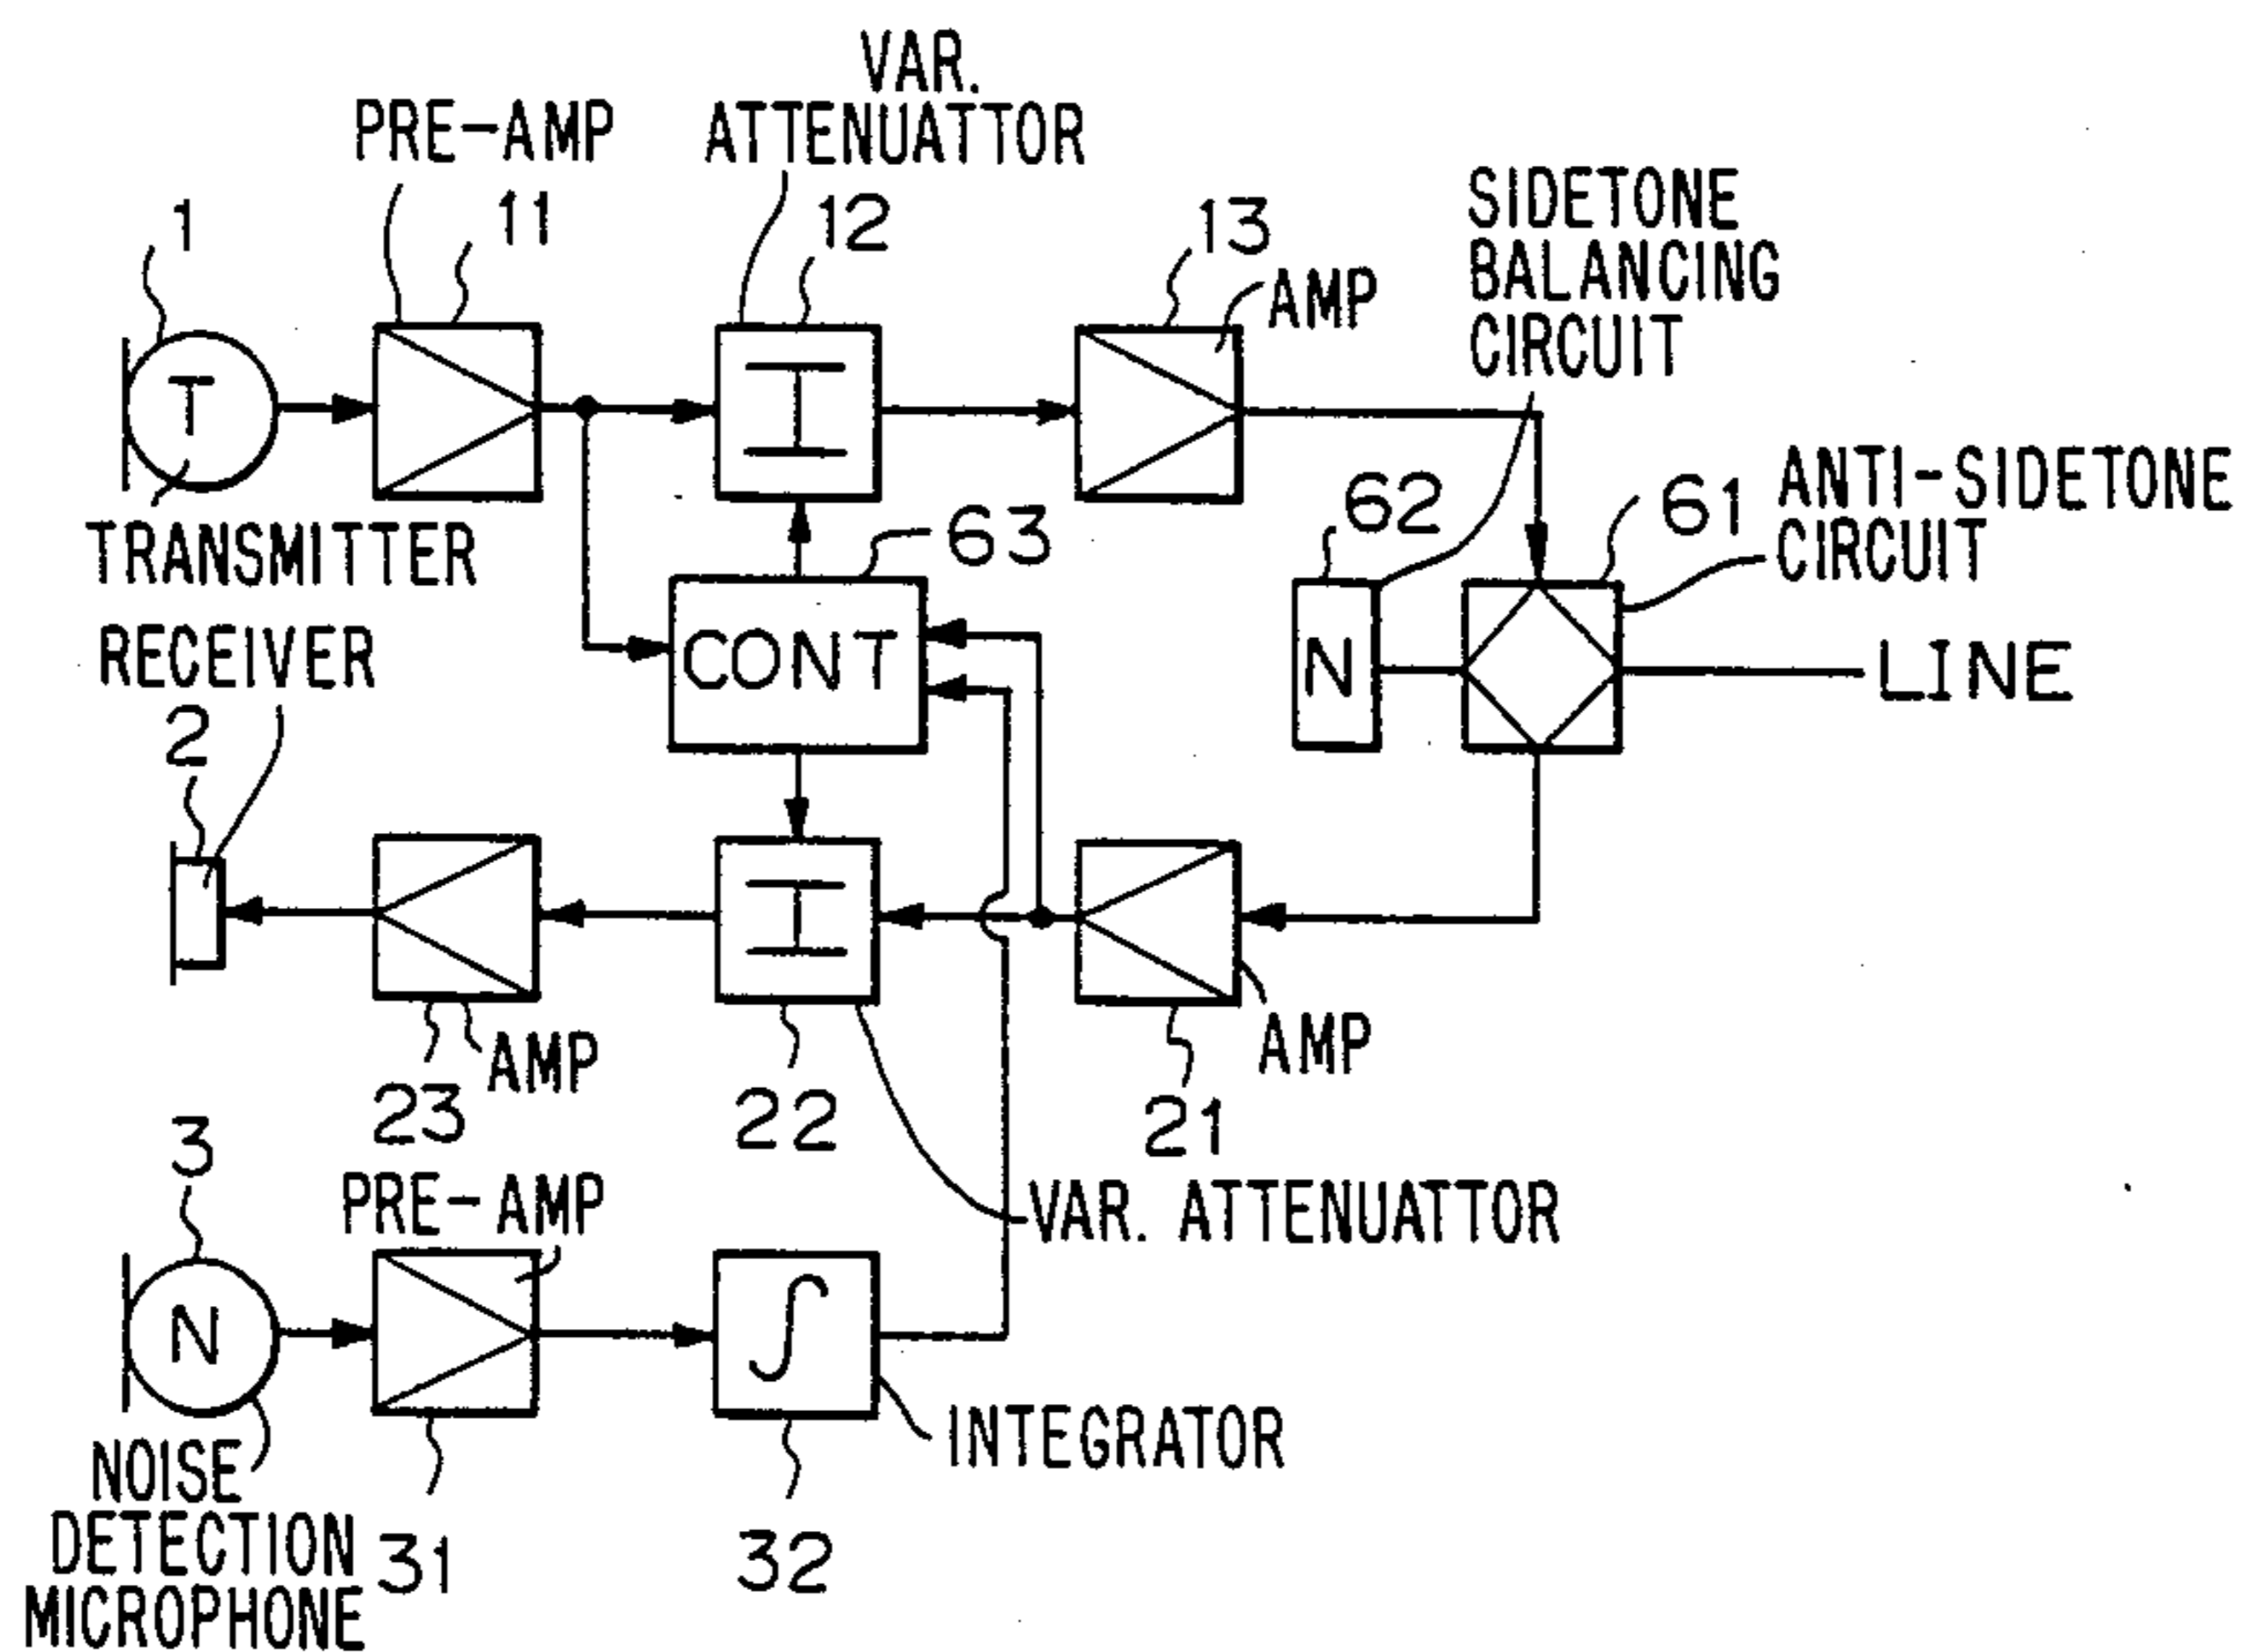 VAR.
PRE-AMP
ATTENUATTOR
1
11
12
13
AMP
SIDETONE
BALANCING
CIRCUIT
T
TRANSMITTER
63
62
61
ANTI-SIDETONE
CIRCUIT
RECEIVER
CONT
N
LINE
2
23
AMP
22
21
AMP
3
PRE-AMP
VAR. ATTENUATTOR
N
∫
INTEGRATOR
NOISE
DETECTION
MICROPHONE
31
32